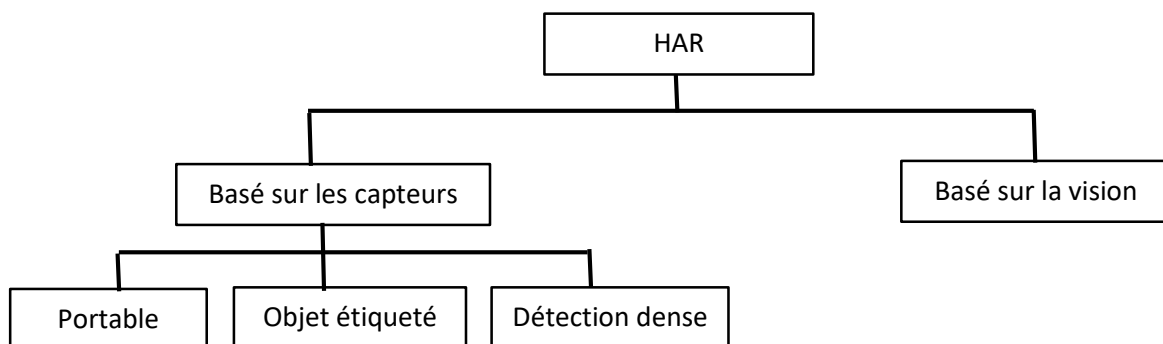 HAR
Basé sur les capteurs
Basé sur la vision
Portable
Objet étiqueté
Détection dense